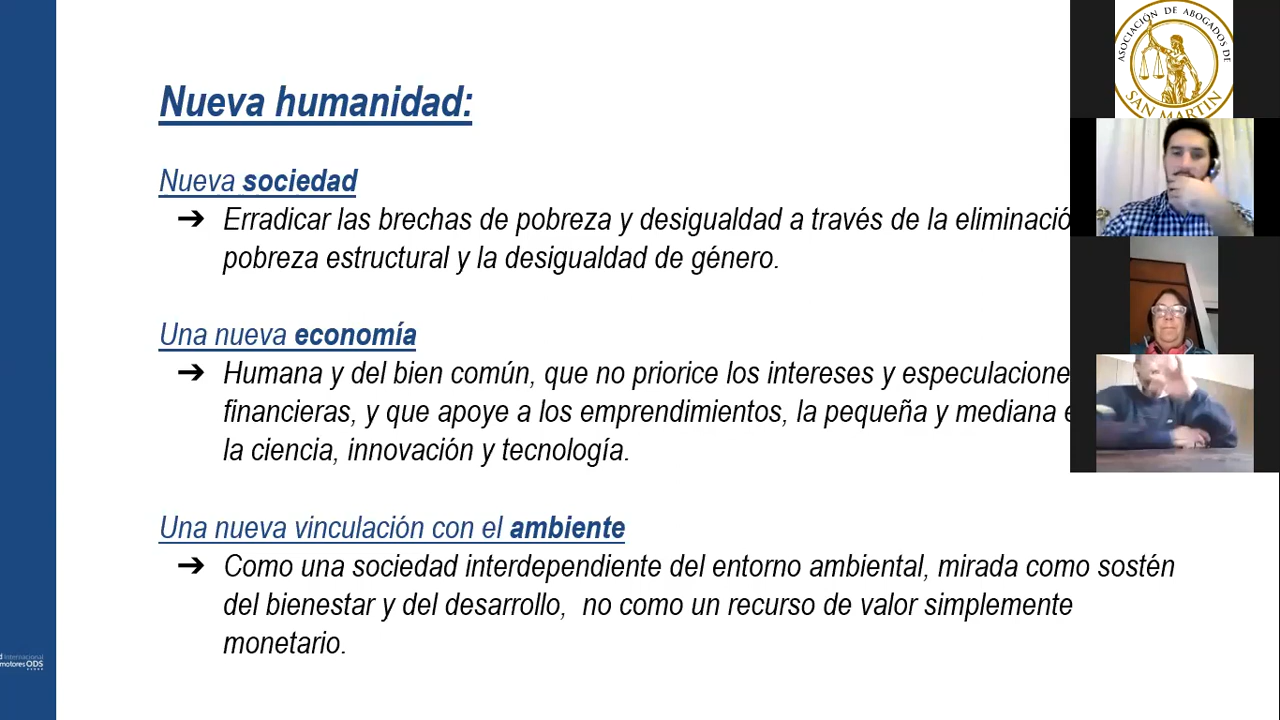 Nueva humanidad:
Nueva sociedad
➔ Erradicar las brechas de pobreza y desigualdad a través de la eliminació
pobreza estructural y la desigualdad de género.
Una nueva economía
➔ Humana y del bien común, que no priorice los intereses y especulacione
financieras, y que apoye a los emprendimientos, la pequeña y mediana e
la ciencia, innovación y tecnología.
Una nueva vinculación con el ambiente
➔ Como una sociedad interdependiente del entorno ambiental, mirada como sostén
del bienestar y del desarrollo,  no como un recurso de valor simplemente
monetario.
ASOCIACIÓN DE ABOGADOS DE
SAN MARTIN
d Internacional
motores ODS